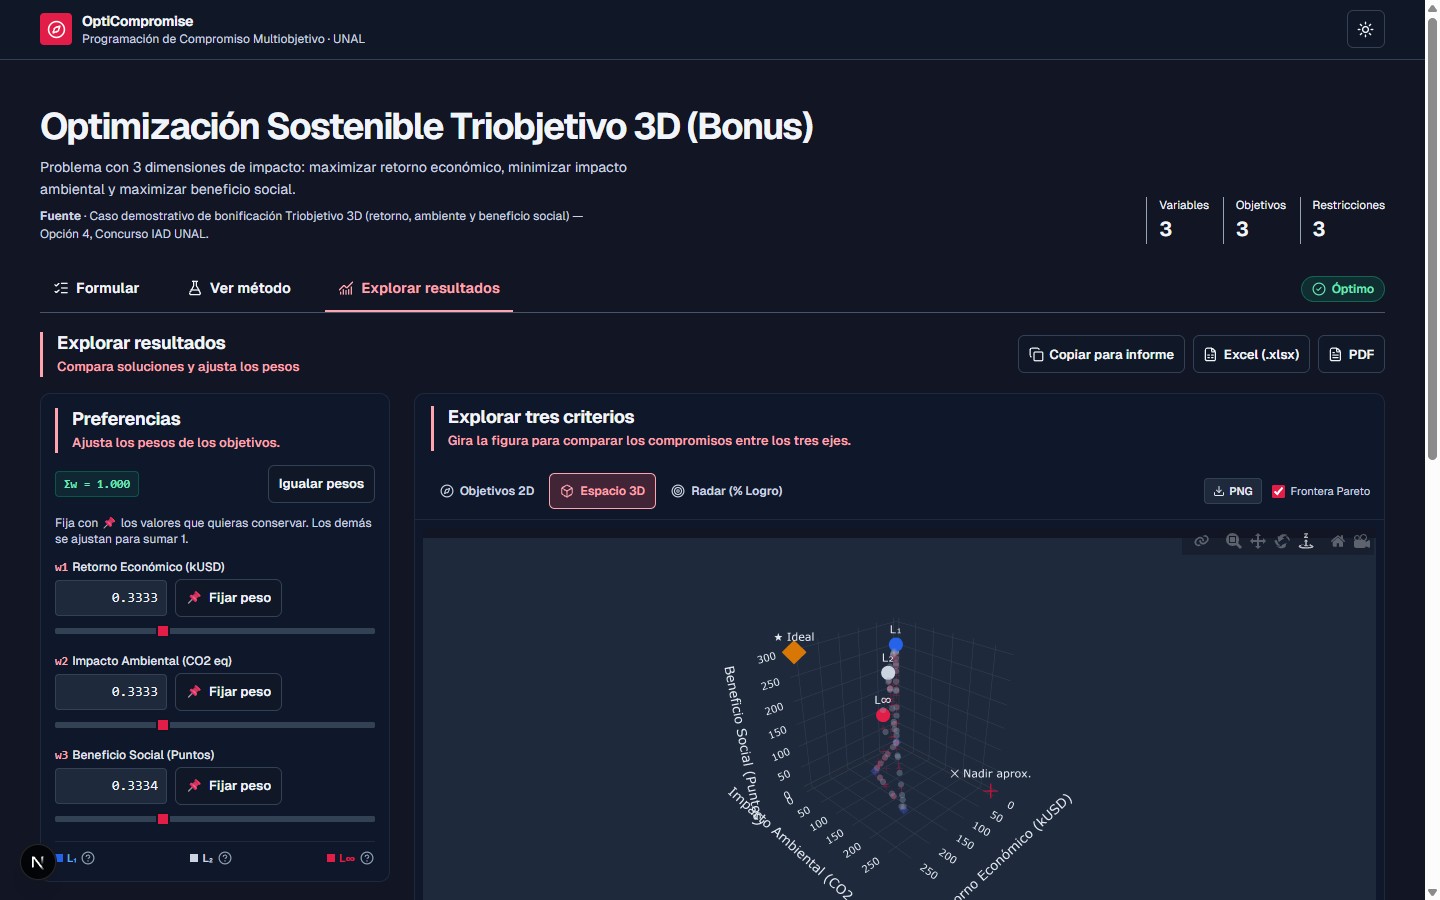 OptiCompromise
Programación de Compromiso Multiobjetivo · UNAL
Optimización Sostenible Triobjetivo 3D (Bonus)
Problema con 3 dimensiones de impacto: maximizar retorno económico, minimizar impacto
ambiental y maximizar beneficio social.
Fuente · Caso demostrativo de bonificación Triobjetivo 3D (retorno, ambiente y beneficio social) —
Opción 4, Concurso IAD UNAL.
Variables
3
Objetivos
3
Restricciones
3
Formular
Ver método
Explorar resultados
Óptimo
Explorar resultados
Compara soluciones y ajusta los pesos
Copiar para informe
Excel (.xlsx)
PDF
Preferencias
Ajusta los pesos de los objetivos.
Σw = 1.000
Igualar pesos
Fija con 📌 los valores que quieras conservar. Los demás
se ajustan para sumar 1.
w1 Retorno Económico (kUSD)
0.3333
📌 Fijar peso
w2 Impacto Ambiental (CO2 eq)
0.3333
📌 Fijar peso
w3 Beneficio Social (Puntos)
0.3334
📌 Fijar peso
N
L₁
L₂
L∞
Explorar tres criterios
Gira la figura para comparar los compromisos entre los tres ejes.
Objetivos 2D
Espacio 3D
Radar (% Logro)
PNG
Frontera Pareto
★ Ideal
L₁
L₂
L∞
× Nadir aprox.
300
250
200
150
100
50
0
Beneficio Social (Puntos)
0
50
100
150
200
250
Impacto Ambiental (CO2
0
50
100
150
200
250
orno Económico (kUSD)